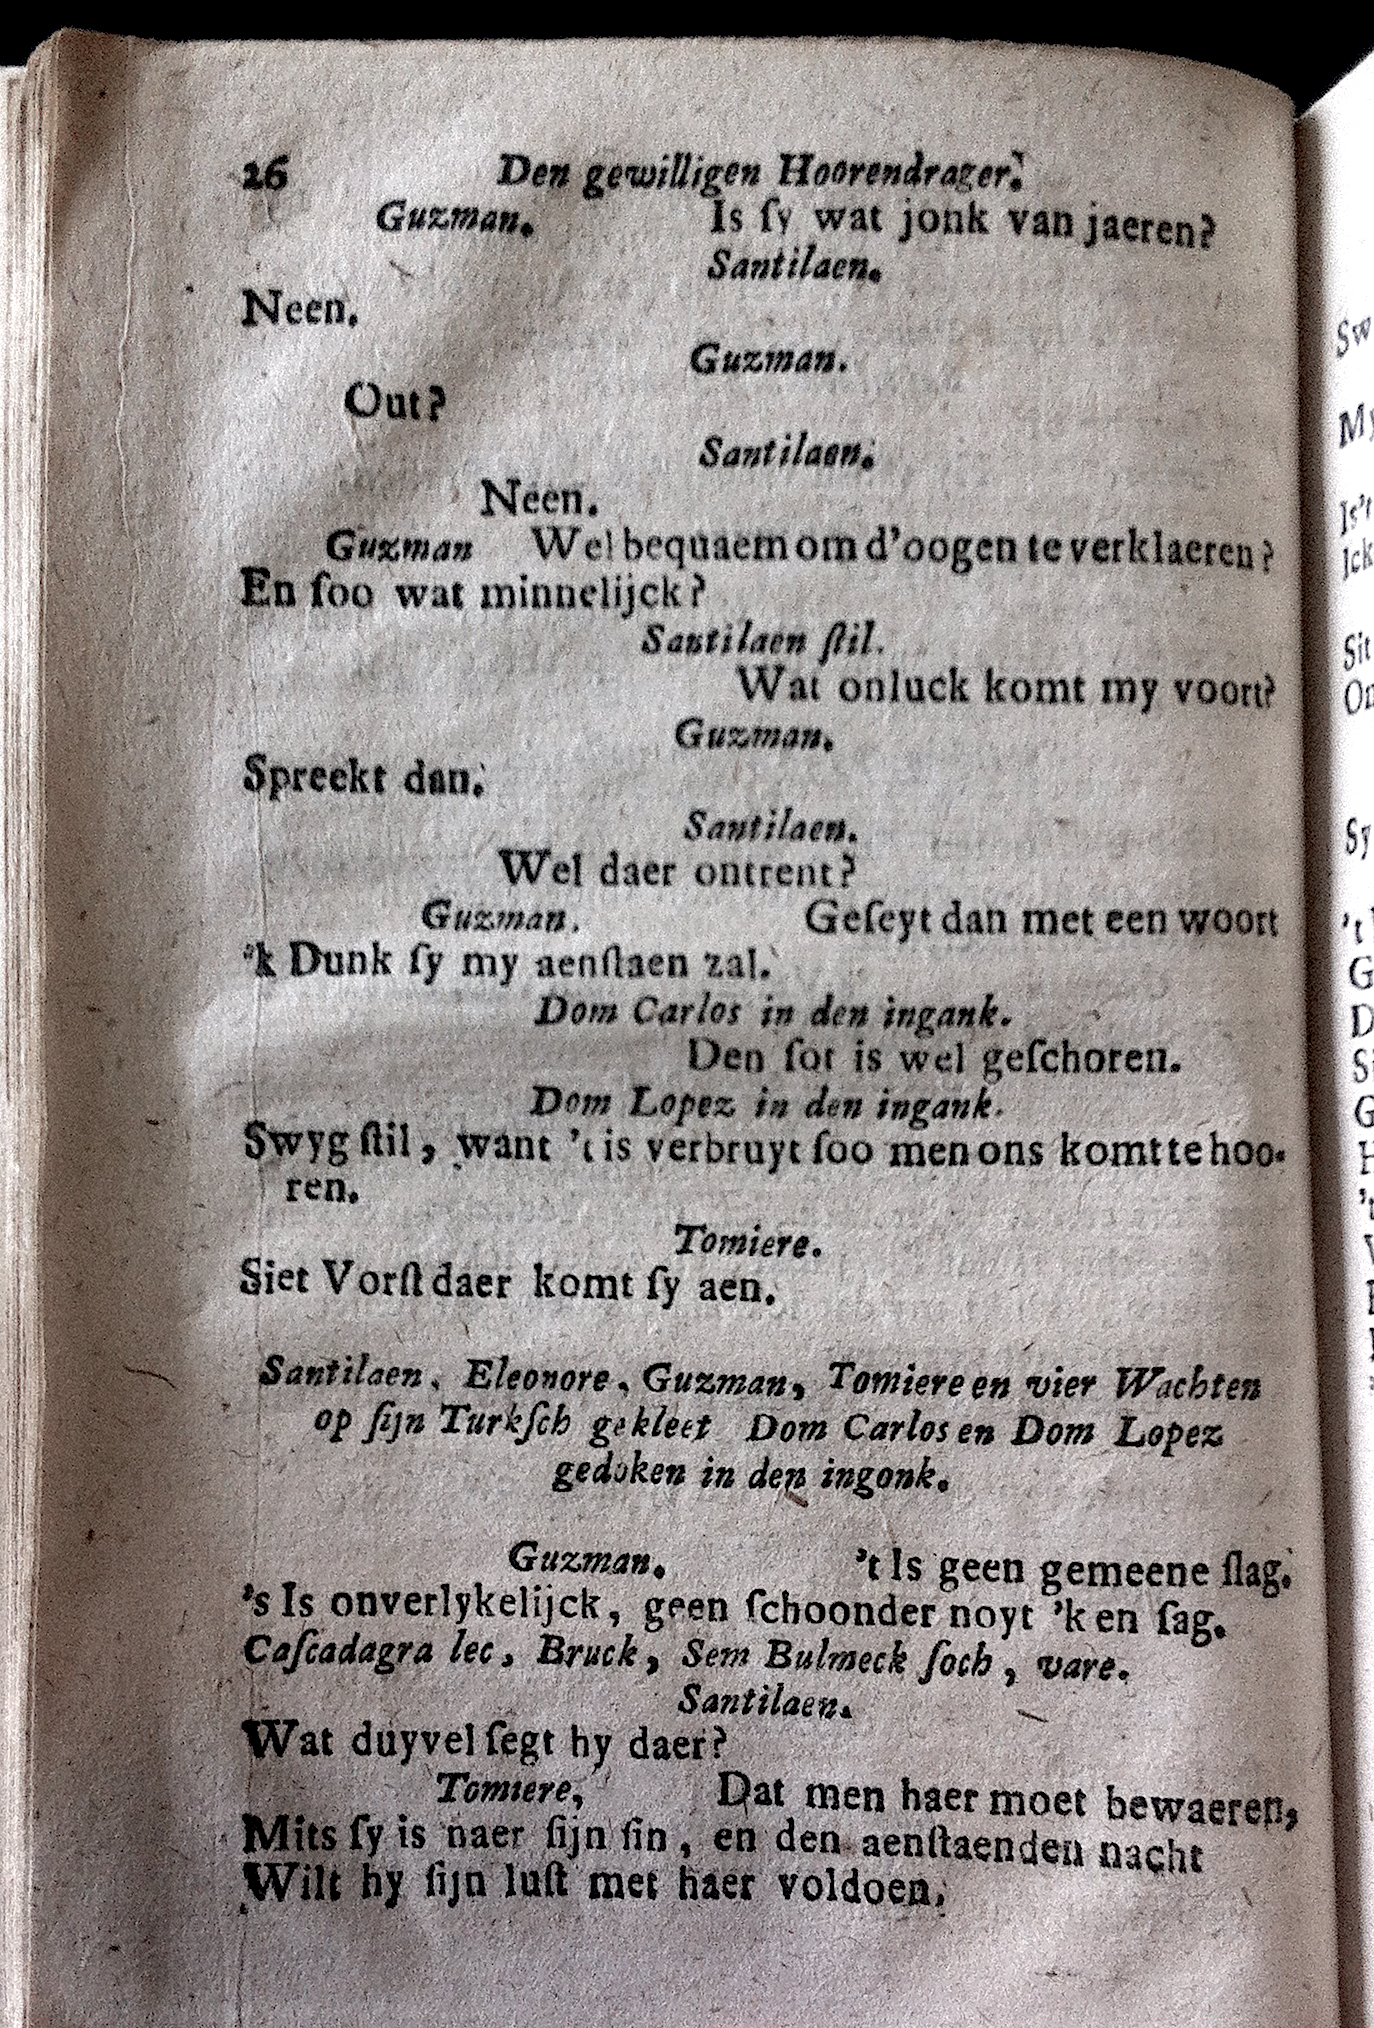 26 Den gewilligen Hoorendrager.
Guzman. Is ſy wat jonk van jaeren?
Santilaen.
Neen.
Guzman.
Out?
Santilaen.
Neen.
Guzman Wel bequaem om d'oogen te verklaeren?
En ſoo wat minnelijck?
Santilaen ſtil.
Wat onluck komt my voort?
Guzman.
Spreekt dan.
Santilaen.
Wel daer ontrent?
Guzman. Geſeyt dan met een woort
'k Dunk ſy my aenſtaen zal.
Dom Carlos in den ingank.
Den ſot is wel geſchoren.
Dom Lopez in den ingank.
Swyg ſtil, want 't is verbruyt ſoo men ons komt te hoo-
ren.
Tomiere.
Siet Vorſt daer komt ſy aen.
Santilaen, Eleonore, Guzman, Tomiere en vier Wachten
op ſijn Turkſch gekleet Dom Carlos en Dom Lopez
gedoken in den ingonk.
Guzman. 't Is geen gemeene ſlag.
's Is onverlykelijck, geen ſchoonder noyt 'k en ſag.
Caſcadagra lec, Bruck, Sem Bulmeck ſoch, vare.
Santilaen.
Wat duyvel ſegt hy daer?
Tomiere, Dat men haer moet bewaeren,
Mits ſy is naer ſijn ſin, en den aenſtaenden nacht
Wilt hy ſijn luſt met haer voldoen.
Sw
My
Is't
Ick
Sit
Sy